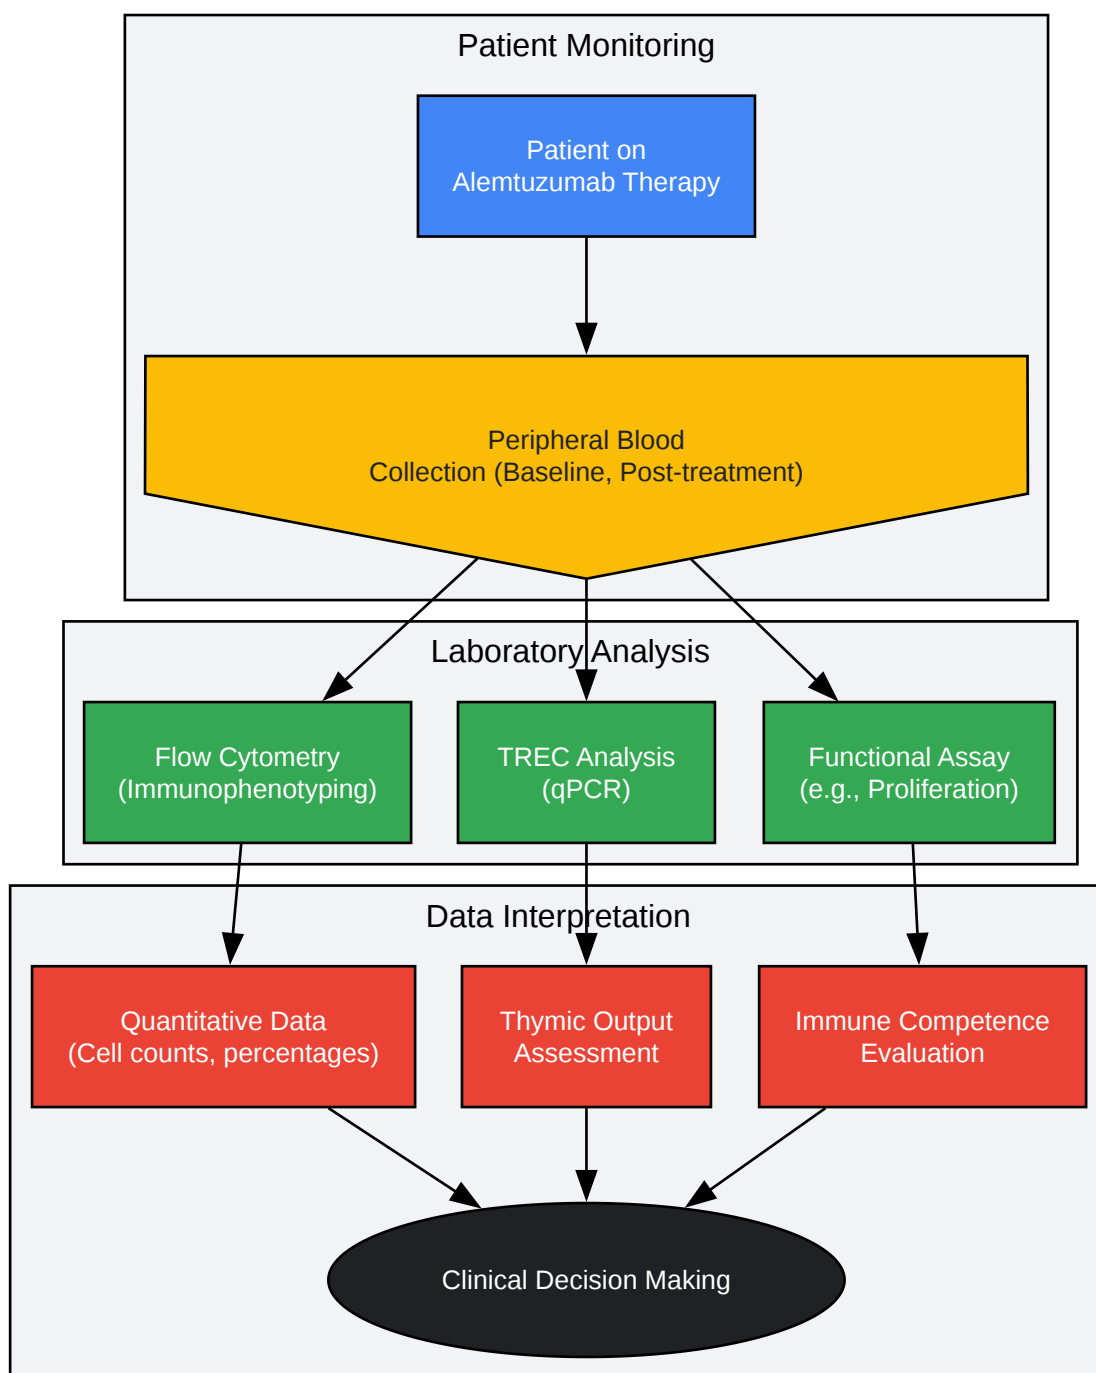 Patient Monitoring
Patient on
Alemtuzumab Therapy
Peripheral Blood
Collection (Baseline, Post-treatment)
Laboratory Analysis
Flow Cytometry
(Immunophenotyping)
TREC Analysis
(qPCR)
Functional Assay
(e.g., Proliferation)
Data Interpretation
Quantitative Data
(Cell counts, percentages)
Thymic Output
Assessment
Immune Competence
Evaluation
Clinical Decision Making